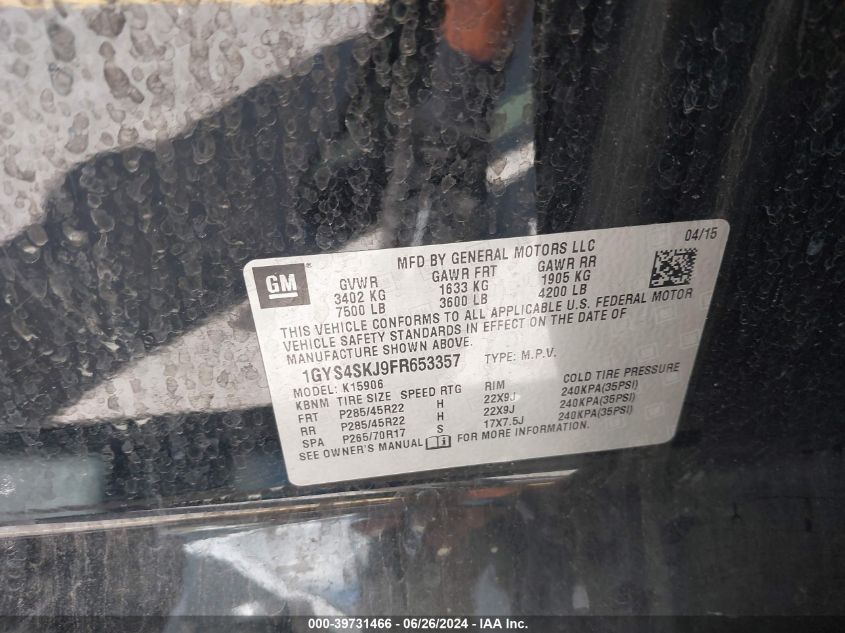 GM
MFD BY GENERAL MOTORS LLC
04/15
GVWR GAWR FRT GAWR RR
3402 KG 1633 KG 1905 KG
7500 LB 3600 LB 4200 LB
THIS VEHICLE CONFORMS TO ALL APPLICABLE U.S. FEDERAL MOTOR
VEHICLE SAFETY STANDARDS IN EFFECT ON THE DATE OF
MANUFACTURE SHOWN ABOVE.
1GYS4SKJ9FR653357 TYPE: M.P.V.
MODEL: K15906
KBNM TIRE SIZE SPEED RTG RIM COLD TIRE PRESSURE
FRT P285/45R22 H 22X9J 240KPA(35PSI)
RR P285/45R22 H 22X9J 240KPA(35PSI)
SPA P265/70R17 S 17X7.5J 240KPA(35PSI)
SEE OWNER'S MANUAL FOR MORE INFORMATION.
000-39731466 - 06/26/2024 - IAA Inc.